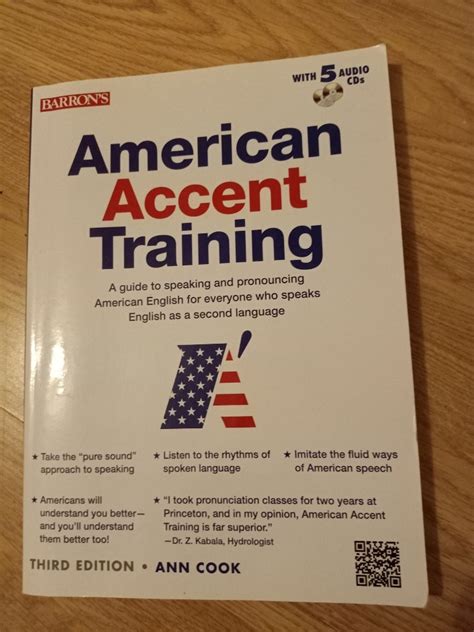 BARRON'S
WITH 5 AUDIO
CDs
American
Accent
Training
A guide to speaking and pronouncing
American English for everyone who speaks
English as a second language
★ Take the "pure sound"
approach to speaking
★ Listen to the rhythms of
spoken language
★ Imitate the fluid ways
of American speech
★ Americans will
understand you better—
and you'll understand
them better too!
★ "I took pronunciation classes for two years at
Princeton, and in my opinion, American Accent
Training is far superior."
—Dr. Z. Kabala, Hydrologist
THIRD EDITION • ANN COOK